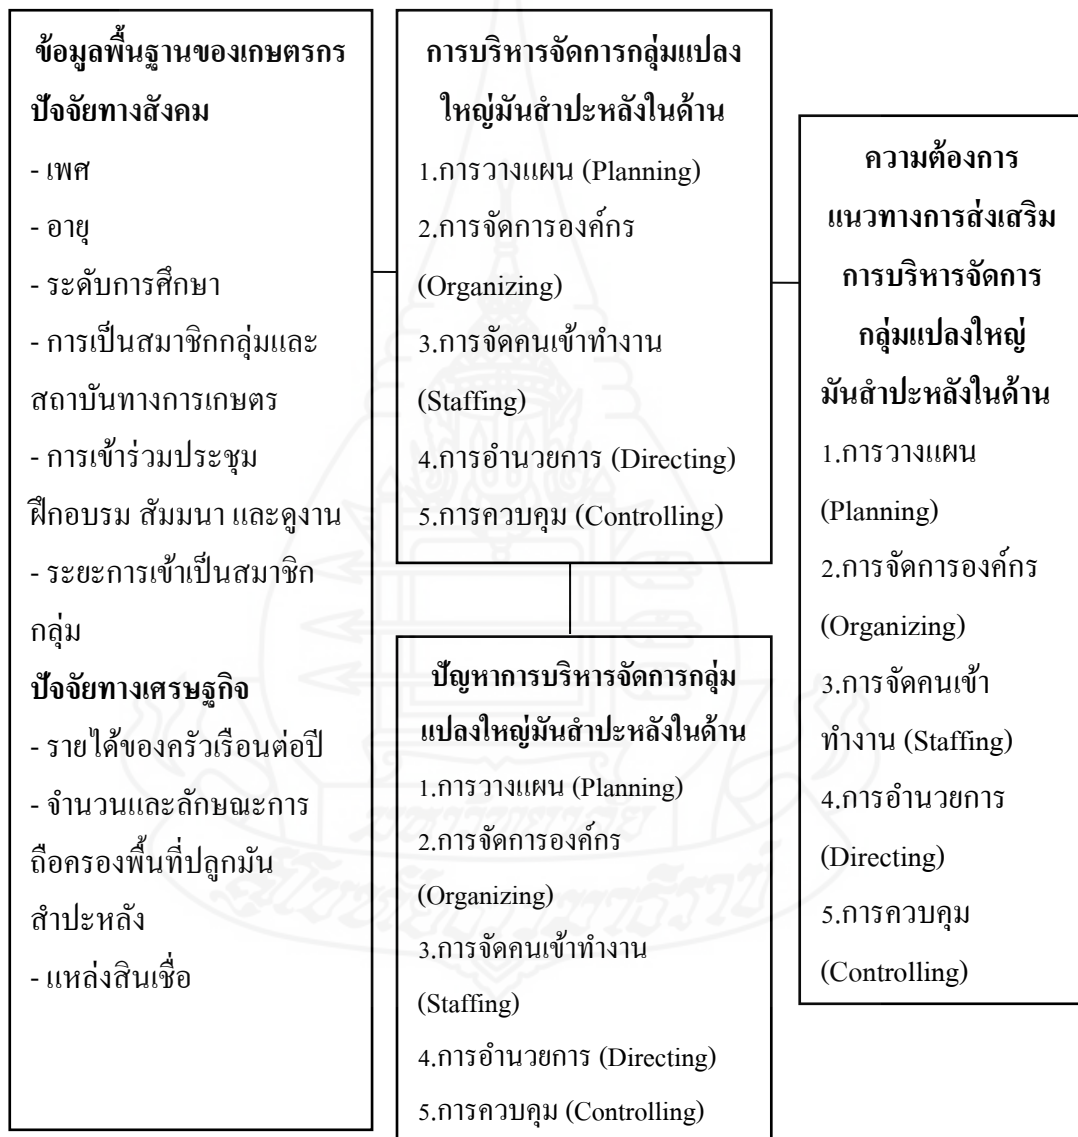 ข้อมูลพื้นฐานของเกษตรกร
ปัจจัยทางสังคม
- เพศ
- อายุ
- ระดับการศึกษา
- การเป็นสมาชิกกลุ่มและ
สถาบันทางการเกษตร
- การเข้าร่วมประชุม
ฝึกอบรม สัมมนา และดูงาน
- ระยะการเข้าเป็นสมาชิก
กลุ่ม
ปัจจัยทางเศรษฐกิจ
- รายได้ของครัวเรือนต่อปี
- จำนวนและลักษณะการ
ถือครองพื้นที่ปลูกมัน
สำปะหลัง
- แหล่งสินเชื่อ
การบริหารจัดการกลุ่มแปลง
ใหญ่มันสำปะหลังในด้าน
1.การวางแผน (Planning)
2.การจัดการองค์กร
(Organizing)
3.การจัดคนเข้าทำงาน
(Staffing)
4.การอำนวยการ (Directing)
5.การควบคุม (Controlling)
ปัญหาการบริหารจัดการกลุ่ม
แปลงใหญ่มันสำปะหลังในด้าน
1.การวางแผน (Planning)
2.การจัดการองค์กร
(Organizing)
3.การจัดคนเข้าทำงาน
(Staffing)
4.การอำนวยการ (Directing)
5.การควบคุม (Controlling)
ความต้องการ
แนวทางการส่งเสริม
การบริหารจัดการ
กลุ่มแปลงใหญ่
มันสำปะหลังในด้าน
1.การวางแผน
(Planning)
2.การจัดการองค์กร
(Organizing)
3.การจัดคนเข้า
ทำงาน (Staffing)
4.การอำนวยการ
(Directing)
5.การควบคุม
(Controlling)
มหาวิทยาลัย
สุโขทัยธรรมาธิราช